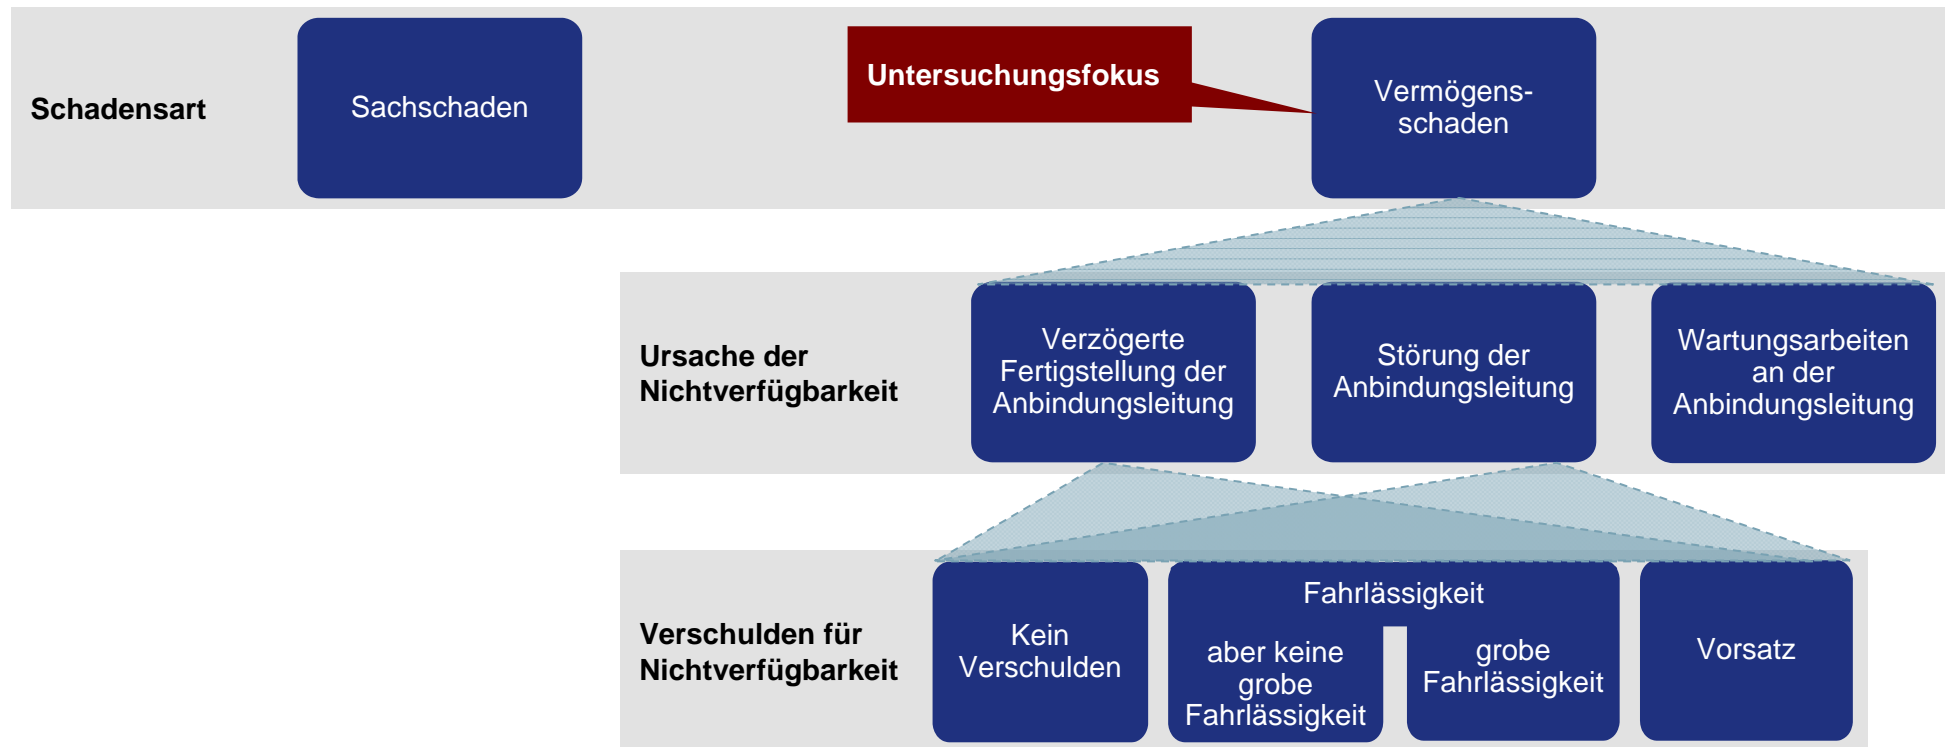 Schadensart
Sachschaden
Untersuchungsfokus
Vermögens-
schaden
Ursache der
Nichtverfügbarkeit
Verzögerte
Fertigstellung der
Anbindungsleitung
Störung der
Anbindungsleitung
Wartungsarbeiten
an der
Anbindungsleitung
Verschulden für
Nichtverfügbarkeit
Kein
Verschulden
Fahrlässigkeit
aber keine
grobe
Fahrlässigkeit
grobe
Fahrlässigkeit
Vorsatz